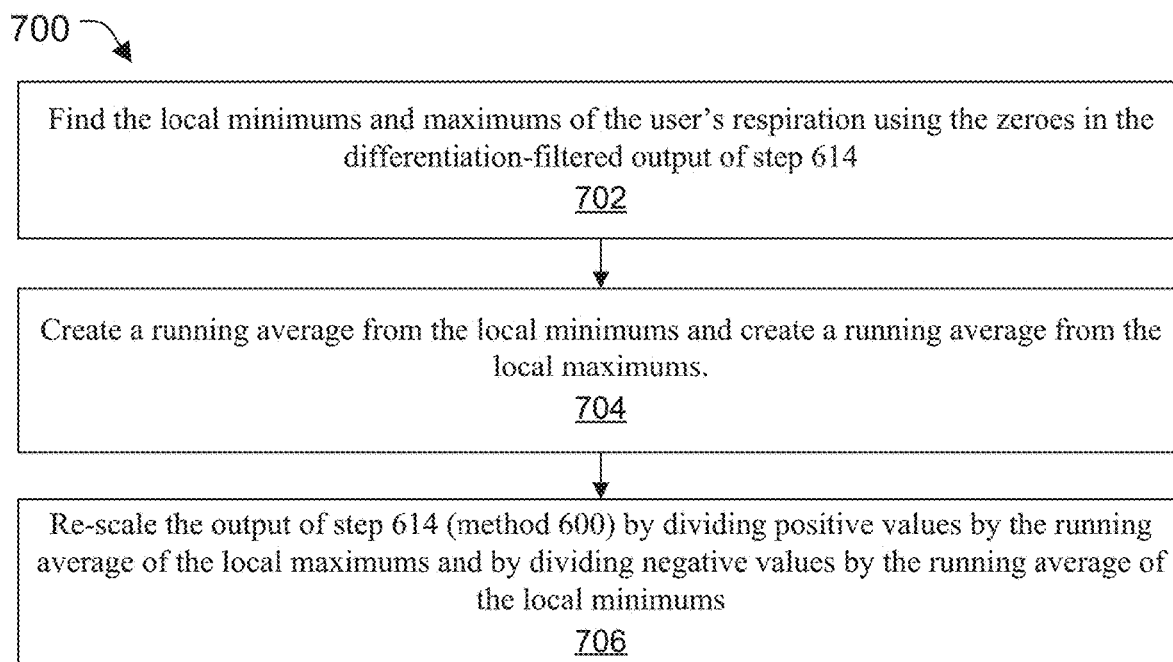 700
Find the local minimums and maximums of the user's respiration using the zeroes in the
differentiation-filtered output of step 614
702
Create a running average from the local minimums and create a running average from the
local maximums.
704
Re-scale the output of step 614 (method 600) by dividing positive values by the running
average of the local maximums and by dividing negative values by the running average of
the local minimums
706